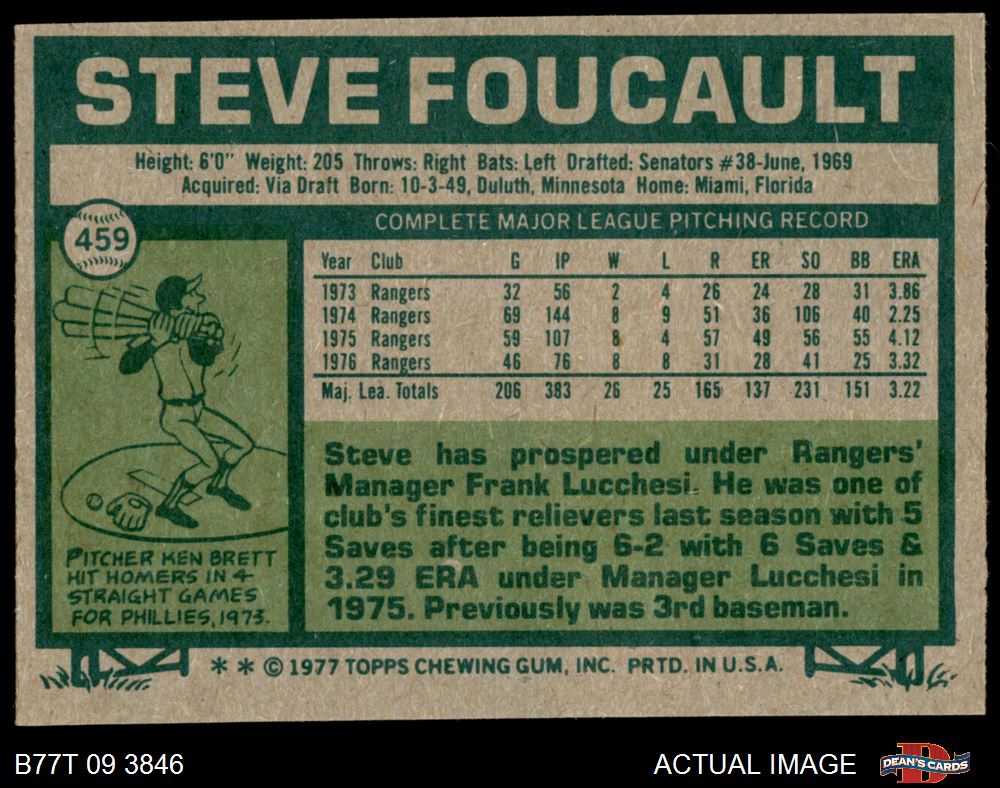 STEVE FOUCAULT
Height: 6'0" Weight: 205 Throws: Right Bats: Left Drafted: Senators #38-June, 1969
Acquired: Via Draft Born: 10-3-49, Duluth, Minnesota Home: Miami, Florida
459
COMPLETE MAJOR LEAGUE PITCHING RECORD
Year Club G IP W L R ER SO BB ERA
1973 Rangers 32 56 2 4 26 24 28 31 3.86
1974 Rangers 69 144 8 9 51 36 106 40 2.25
1975 Rangers 59 107 8 4 57 49 56 55 4.12
1976 Rangers 46 76 8 8 31 28 41 25 3.32
Maj. Lea. Totals 206 383 26 25 165 137 231 151 3.22
PITCHER KEN BRETT
HIT HOMERS IN 4
STRAIGHT GAMES
FOR PHILLIES, 1973.
Steve has prospered under Rangers'
Manager Frank Lucchesi. He was one of
club's finest relievers last season with 5
Saves after being 6-2 with 6 Saves &
3.29 ERA under Manager Lucchesi in
1975. Previously was 3rd baseman.
* * © 1977 TOPPS CHEWING GUM, INC. PRTD. IN U.S.A.
B77T 09 3846
ACTUAL IMAGE
D
DEAN'S CARDS